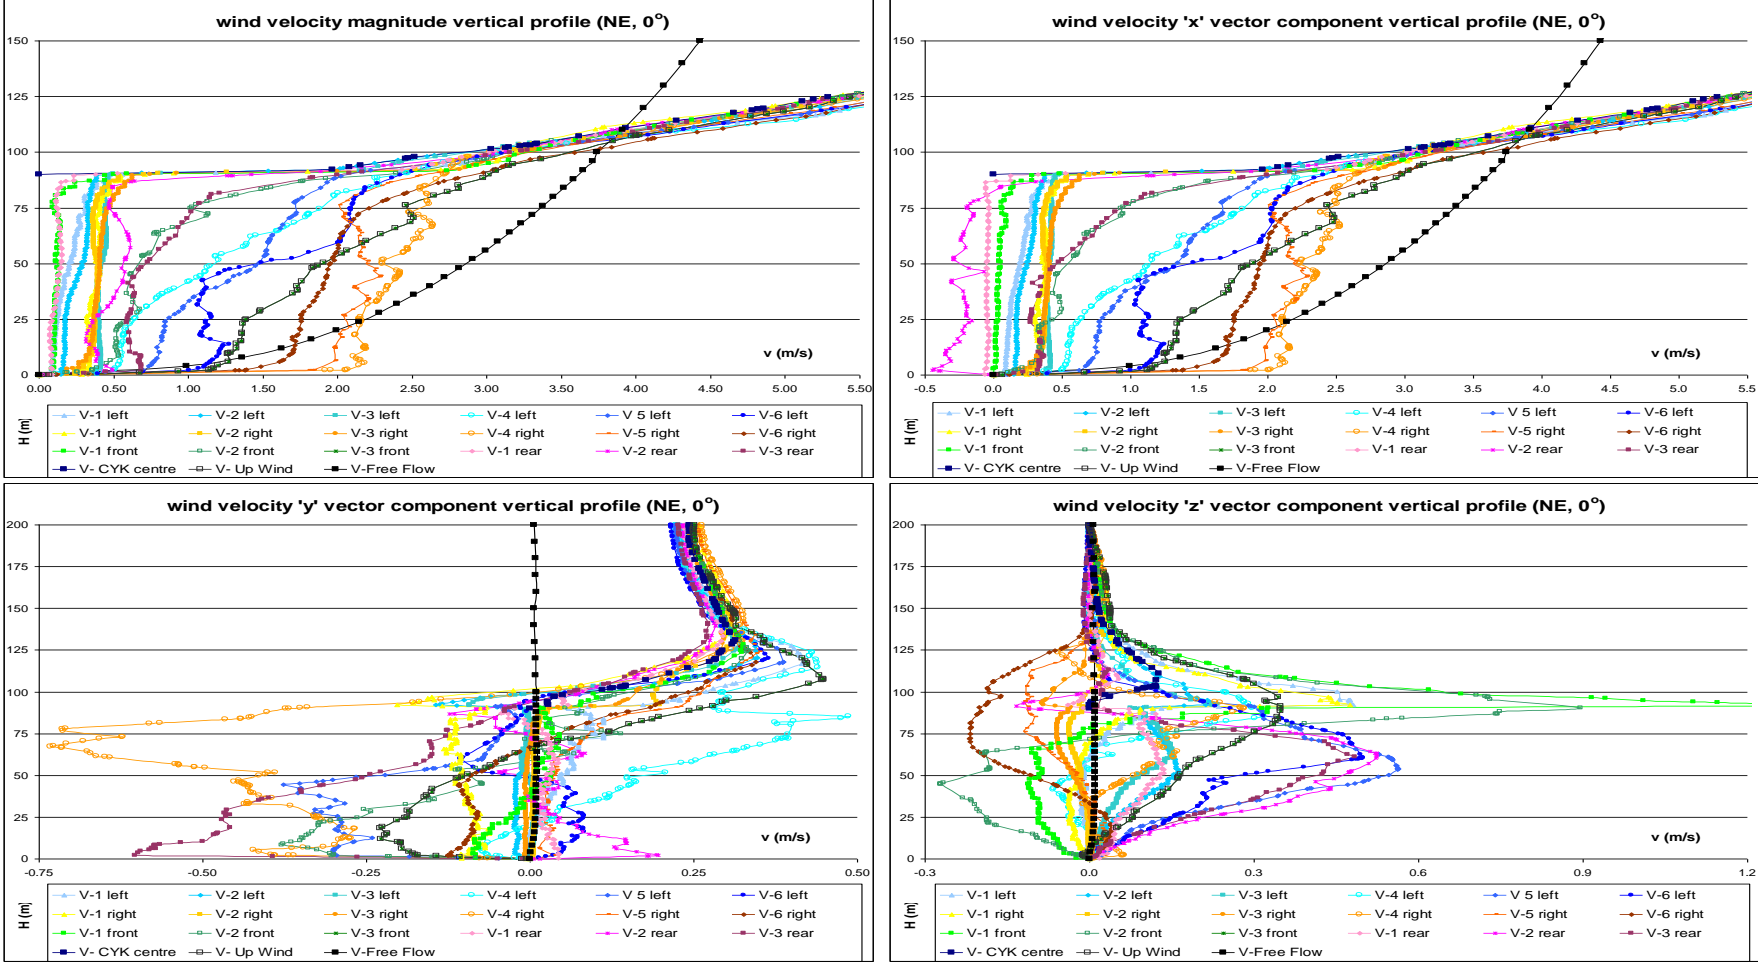 wind velocity magnitude vertical profile (NE, 0°)
150
125
100
75
50
25
0
v (m/s)
0.00 0.50 1.00 1.50 2.00 2.50 3.00 3.50 4.00 4.50 5.00 5.50
H (m)
V-1 left V-2 left V-3 left V-4 left V 5 left V-6 left
V-1 right V-2 right V-3 right V-4 right V-5 right V-6 right
V-1 front V-2 front V-3 front V-1 rear V-2 rear V-3 rear
V- CYK centre V- Up Wind V-Free Flow
wind velocity 'x' vector component vertical profile (NE, 0°)
150
125
100
75
50
25
0
v (m/s)
-0.5 0.0 0.5 1.0 1.5 2.0 2.5 3.0 3.5 4.0 4.5 5.0 5.5
H (m)
V-1 left V-2 left V-3 left V-4 left V 5 left V-6 left
V-1 right V-2 right V-3 right V-4 right V-5 right V-6 right
V-1 front V-2 front V-3 front V-1 rear V-2 rear V-3 rear
V- CYK centre V- Up Wind V-Free Flow
wind velocity 'y' vector component vertical profile (NE, 0°)
200
175
150
125
100
75
50
25
0
v (m/s)
-0.75 -0.50 -0.25 0.00 0.25 0.50
H (m)
V-1 left V-2 left V-3 left V-4 left V 5 left V-6 left
V-1 right V-2 right V-3 right V-4 right V-5 right V-6 right
V-1 front V-2 front V-3 front V-1 rear V-2 rear V-3 rear
V- CYK centre V- Up Wind V-Free Flow
wind velocity 'z' vector component vertical profile (NE, 0°)
200
175
150
125
100
75
50
25
0
v (m/s)
-0.3 0.0 0.3 0.6 0.9 1.2
H (m)
V-1 left V-2 left V-3 left V-4 left V 5 left V-6 left
V-1 right V-2 right V-3 right V-4 right V-5 right V-6 right
V-1 front V-2 front V-3 front V-1 rear V-2 rear V-3 rear
V- CYK centre V- Up Wind V-Free Flow